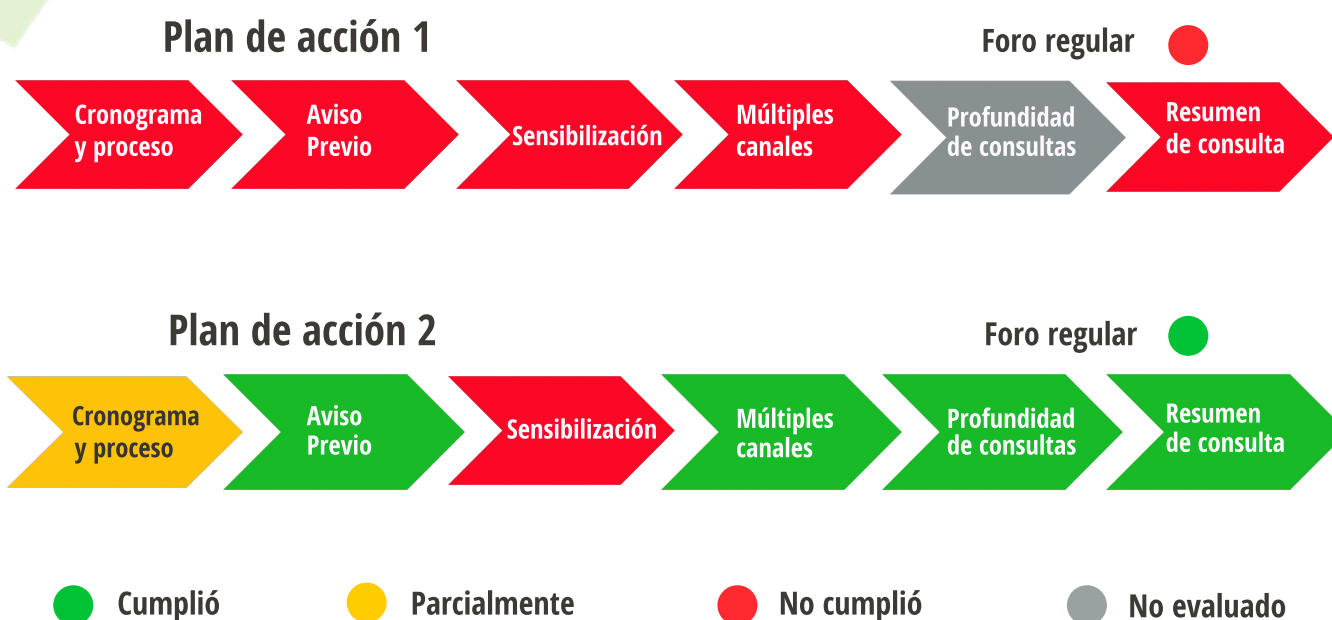 Plan de acción 1
Foro regular
Cronograma
y proceso
Aviso
Previo
Sensibilización
Múltiples
canales
Profundidad
de consultas
Resumen
de consulta
Plan de acción 2
Foro regular
Cronograma
y proceso
Aviso
Previo
Sensibilización
Múltiples
canales
Profundidad
de consultas
Resumen
de consulta
Cumplió
Parcialmente
No cumplió
No evaluado